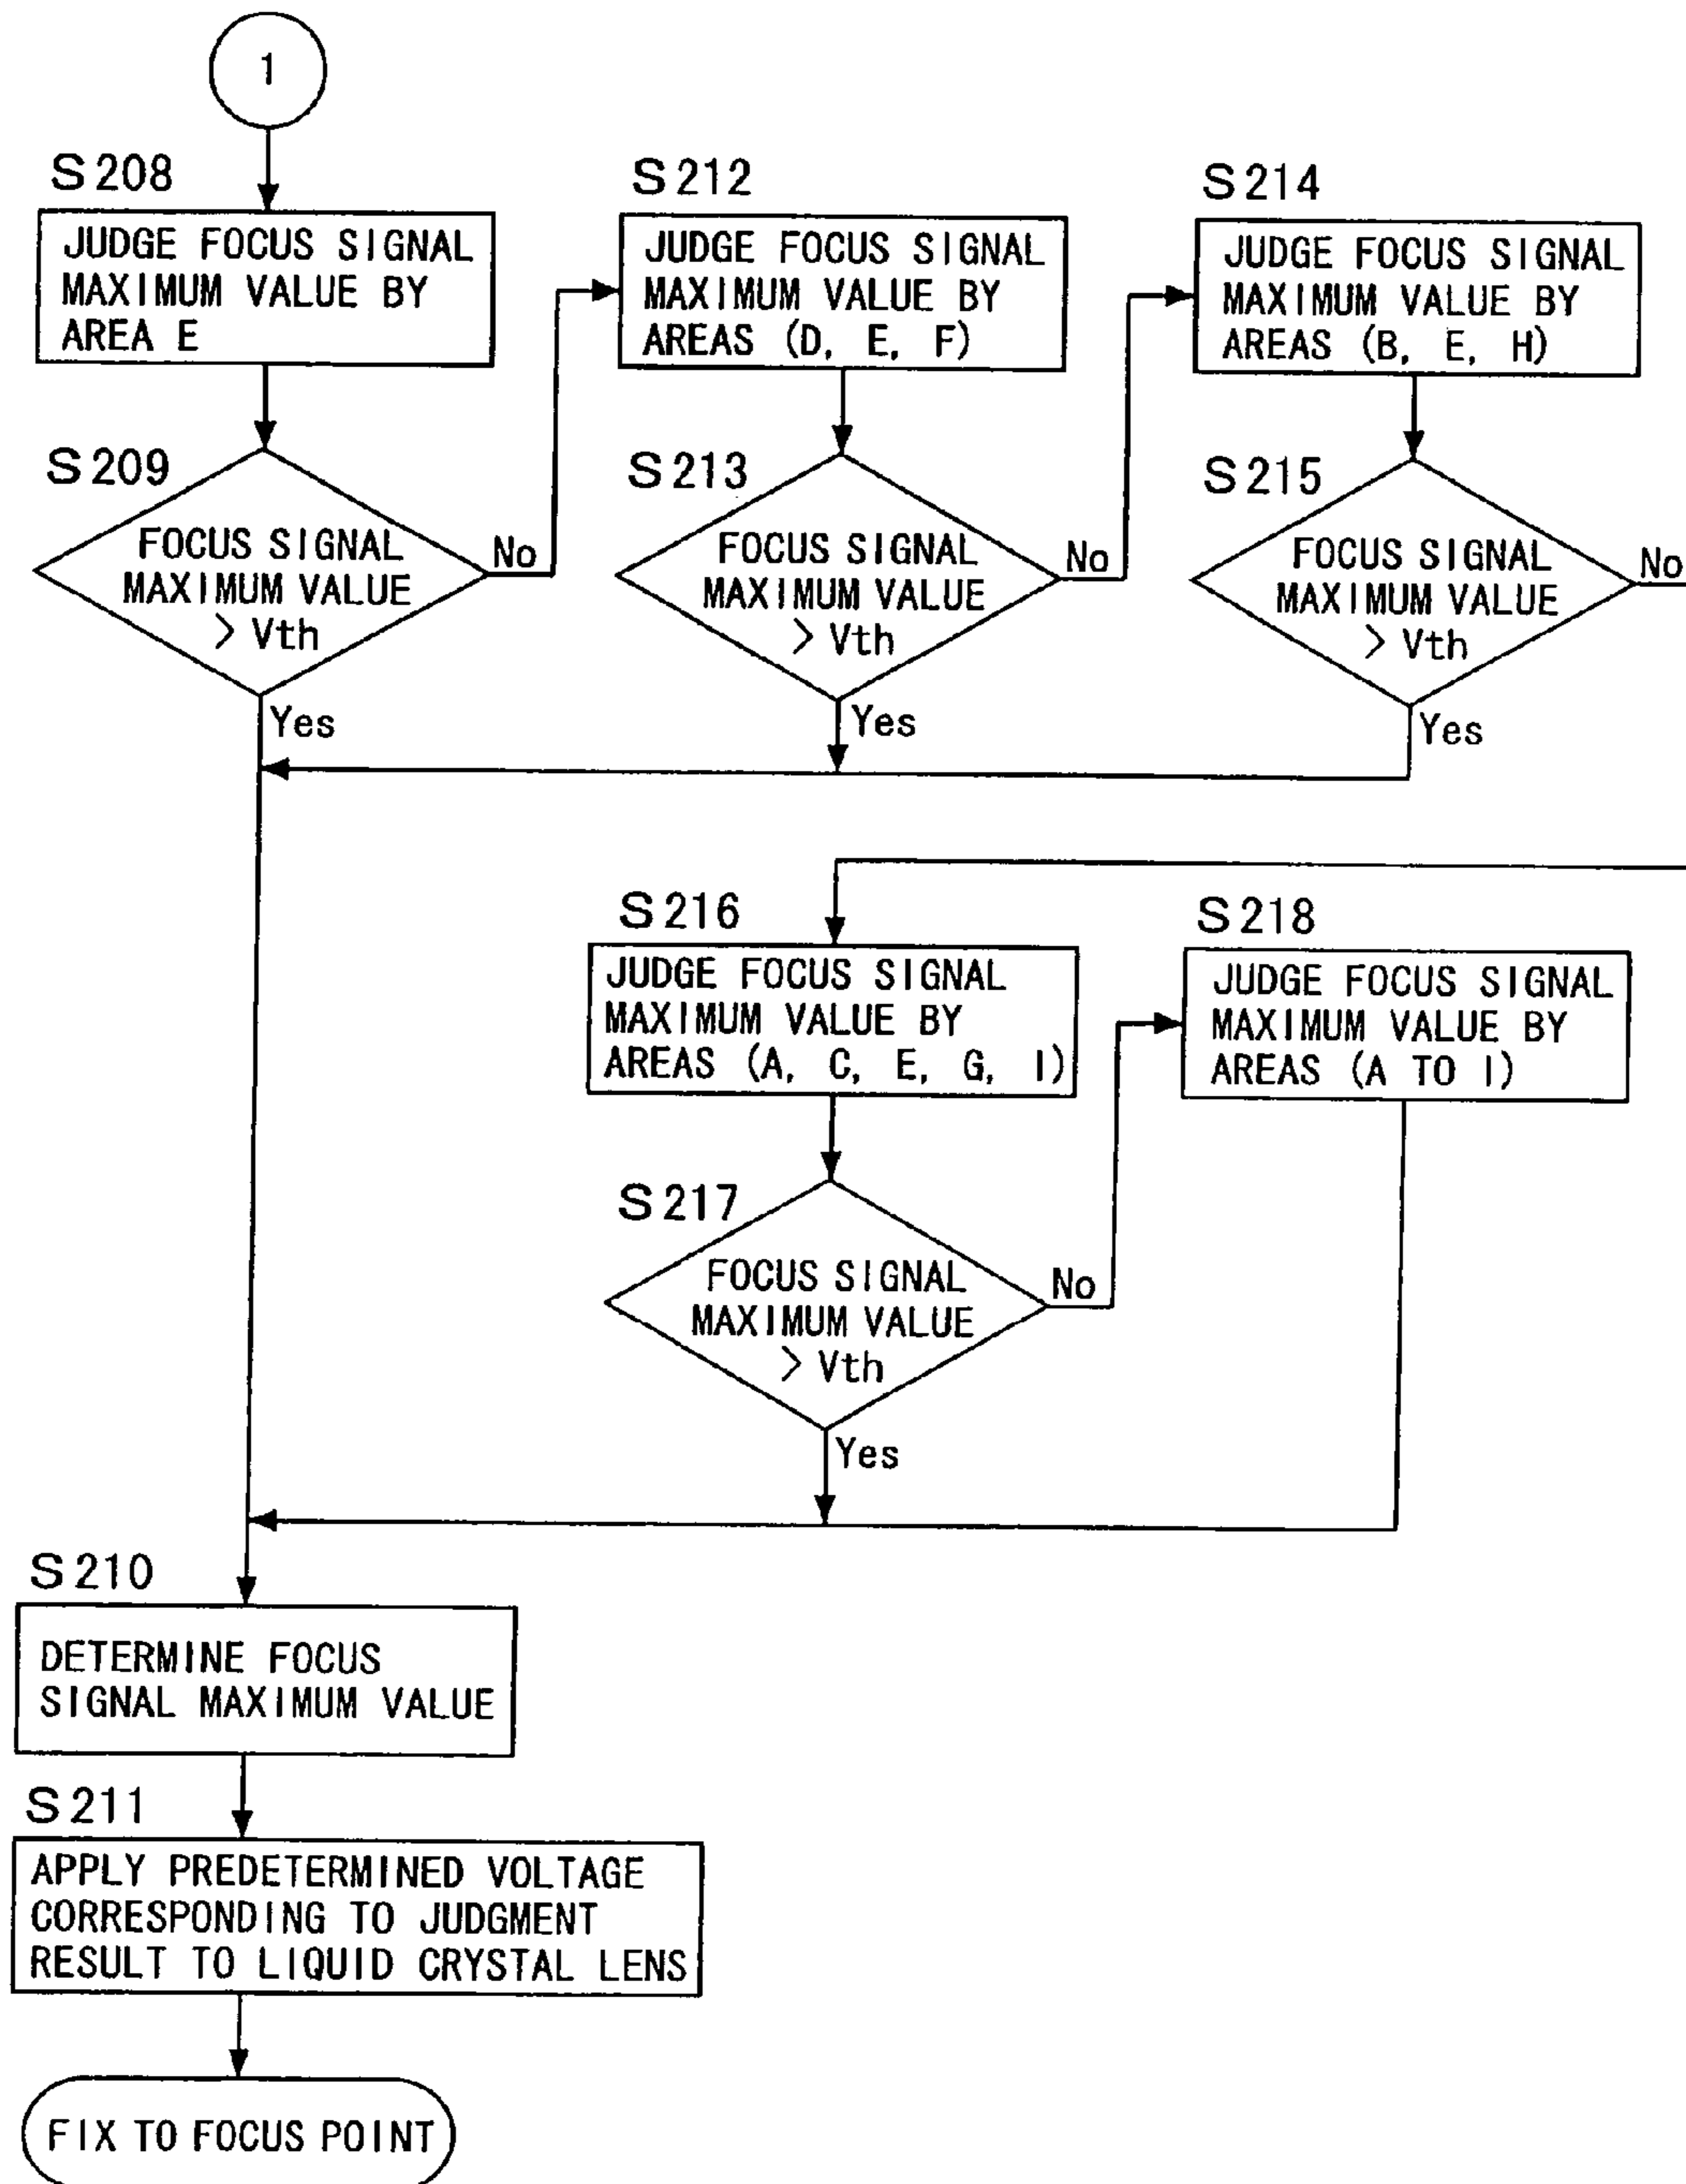 1
S208
JUDGE FOCUS SIGNAL
MAXIMUM VALUE BY
AREA E
S212
JUDGE FOCUS SIGNAL
MAXIMUM VALUE BY
AREAS (D, E, F)
S214
JUDGE FOCUS SIGNAL
MAXIMUM VALUE BY
AREAS (B, E, H)
S209
FOCUS SIGNAL
MAXIMUM VALUE
> Vth
No
Yes
S213
FOCUS SIGNAL
MAXIMUM VALUE
> Vth
No
Yes
S215
FOCUS SIGNAL
MAXIMUM VALUE
> Vth
No
Yes
S216
JUDGE FOCUS SIGNAL
MAXIMUM VALUE BY
AREAS (A, C, E, G, I)
S218
JUDGE FOCUS SIGNAL
MAXIMUM VALUE BY
AREAS (A TO I)
S217
FOCUS SIGNAL
MAXIMUM VALUE
> Vth
No
Yes
S210
DETERMINE FOCUS
SIGNAL MAXIMUM VALUE
S211
APPLY PREDETERMINED VOLTAGE
CORRESPONDING TO JUDGMENT
RESULT TO LIQUID CRYSTAL LENS
FIX TO FOCUS POINT